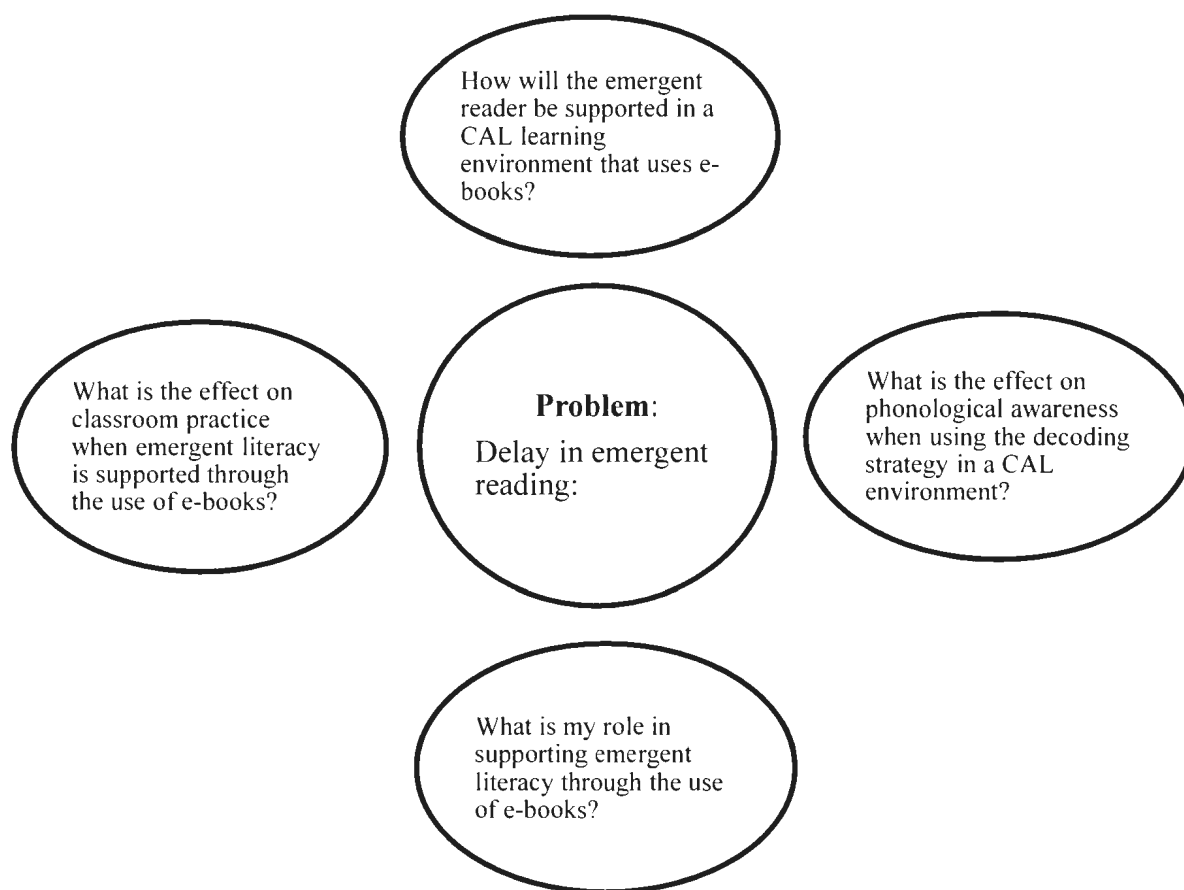 How will the emergent
reader be supported in a
CAL learning
environment that uses e-
books?
What is the effect on
classroom practice
when emergent literacy
is supported through
the use of e-books?
Problem:
Delay in emergent
reading:
What is the effect on
phonological awareness
when using the decoding
strategy in a CAL
environment?
What is my role in
supporting emergent
literacy through the use
of e-books?